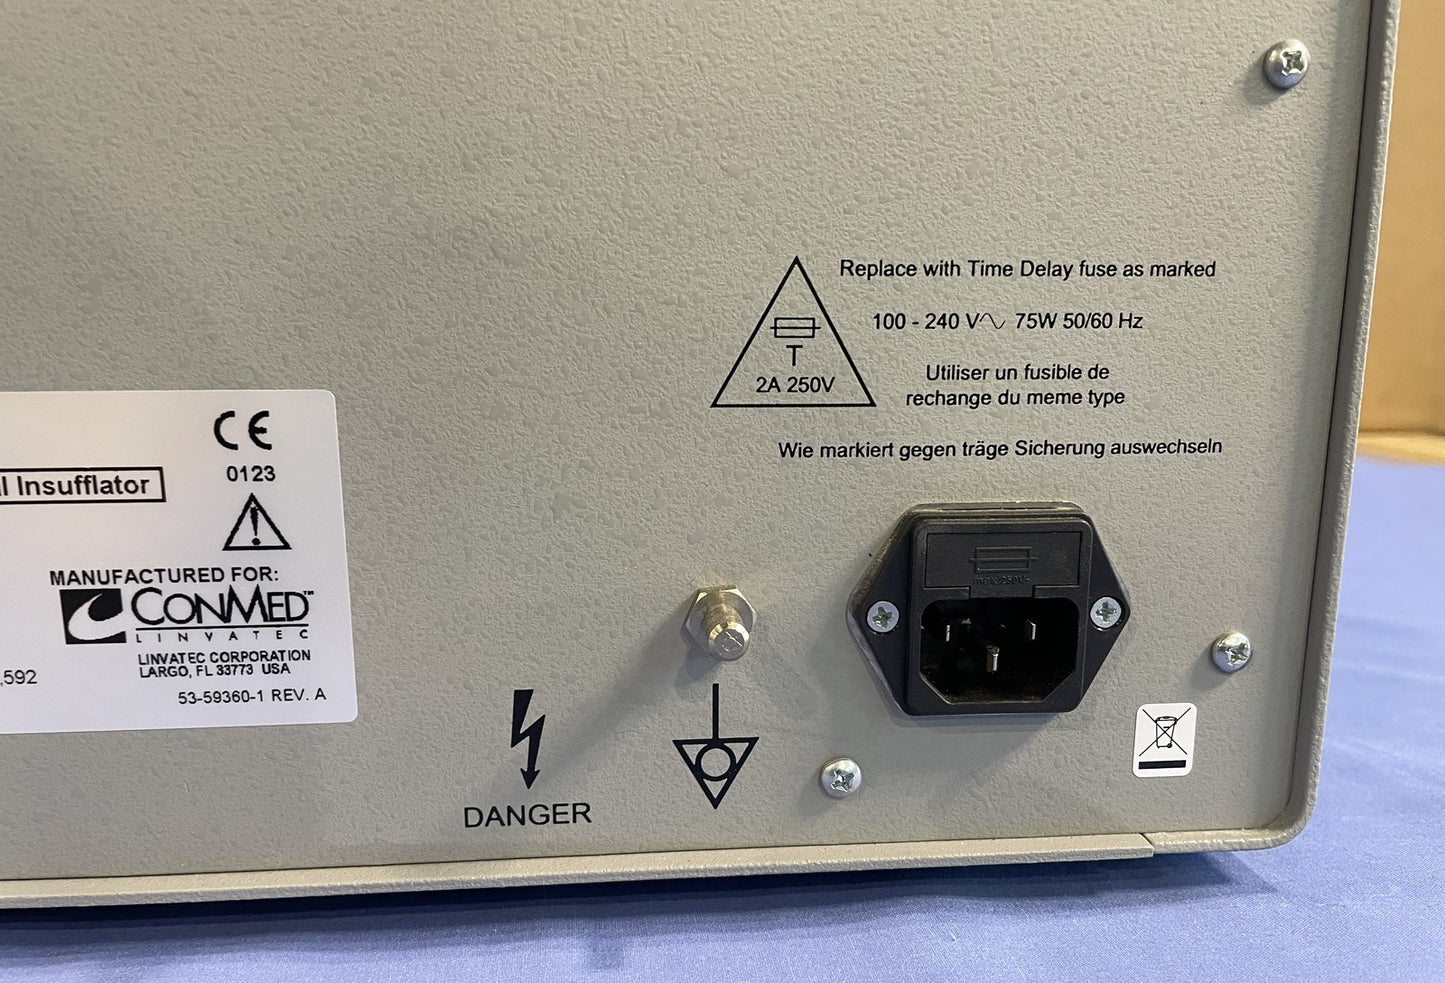 Replace with Time Delay fuse as marked
100 - 240 V 75W 50/60 Hz
T
2A 250V
Utiliser un fusible de
rechange du meme type
Wie markiert gegen träge Sicherung auswechseln
CE
0123
Insufflator
MANUFACTURED FOR:
CONMED™
LINVATEC
LINVATEC CORPORATION
LARGO, FL 33773 USA
,592
53-59360-1 REV. A
DANGER